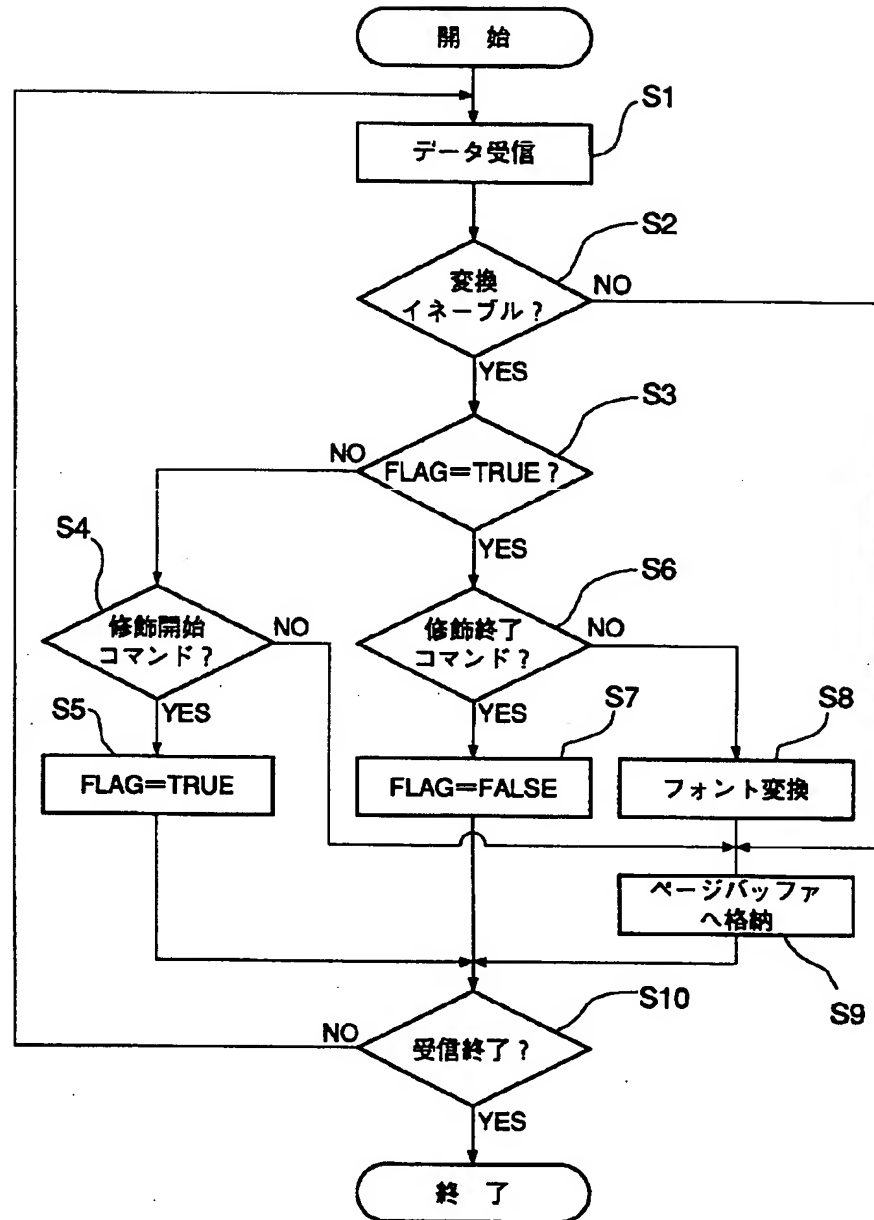 開 始
S1
データ受信
S2
変換
イネーブル？
NO
YES
S3
NO
FLAG＝TRUE？
YES
S4
修飾開始
コマンド？
NO
YES
S6
修飾終了
コマンド？
NO
YES
S5
FLAG＝TRUE
S7
FLAG＝FALSE
S8
フォント変換
ページバッファ
へ格納
S9
S10
NO
受信終了？
YES
終 了